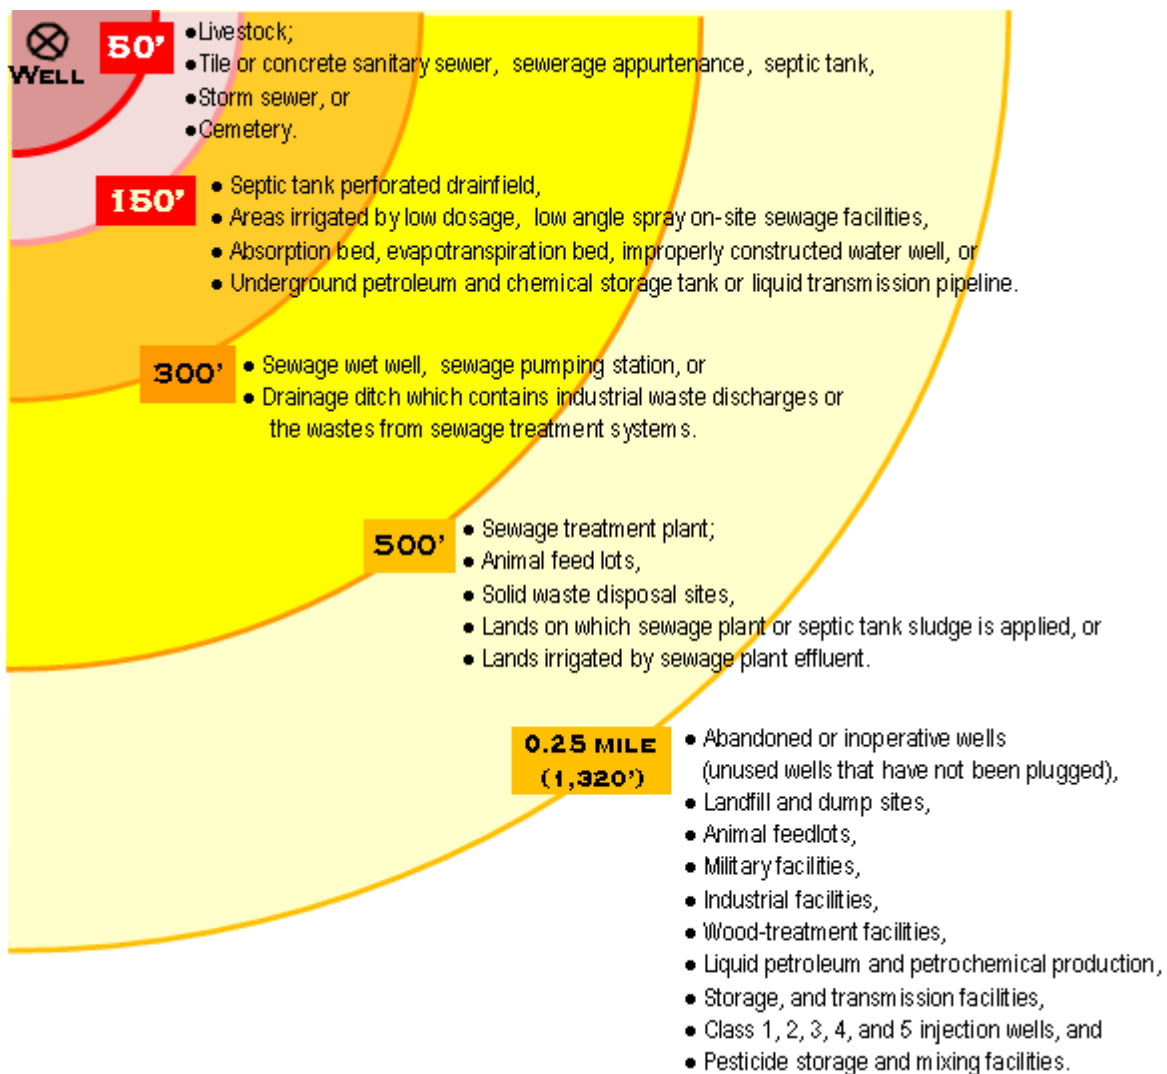 WELL
50'
●Livestock;
●Tile or concrete sanitary sewer, sewerage appurtenance, septic tank,
●Storm sewer, or
●Cemetery.
150'
● Septic tank perforated drainfield,
● Areas irrigated by low dosage, low angle spray on-site sewage facilities,
● Absorption bed, evapotranspiration bed, improperly constructed water well, or
● Underground petroleum and chemical storage tank or liquid transmission pipeline.
300'
● Sewage wet well, sewage pumping station, or
● Drainage ditch which contains industrial waste discharges or
the wastes from sewage treatment systems.
500'
● Sewage treatment plant;
● Animal feed lots,
● Solid waste disposal sites,
● Lands on which sewage plant or septic tank sludge is applied, or
● Lands irrigated by sewage plant effluent.
0.25 MILE
(1,320')
● Abandoned or inoperative wells
(unused wells that have not been plugged),
● Landfill and dump sites,
● Animal feedlots,
● Military facilities,
● Industrial facilities,
● Wood-treatment facilities,
● Liquid petroleum and petrochemical production,
● Storage, and transmission facilities,
● Class 1, 2, 3, 4, and 5 injection wells, and
● Pesticide storage and mixing facilities.